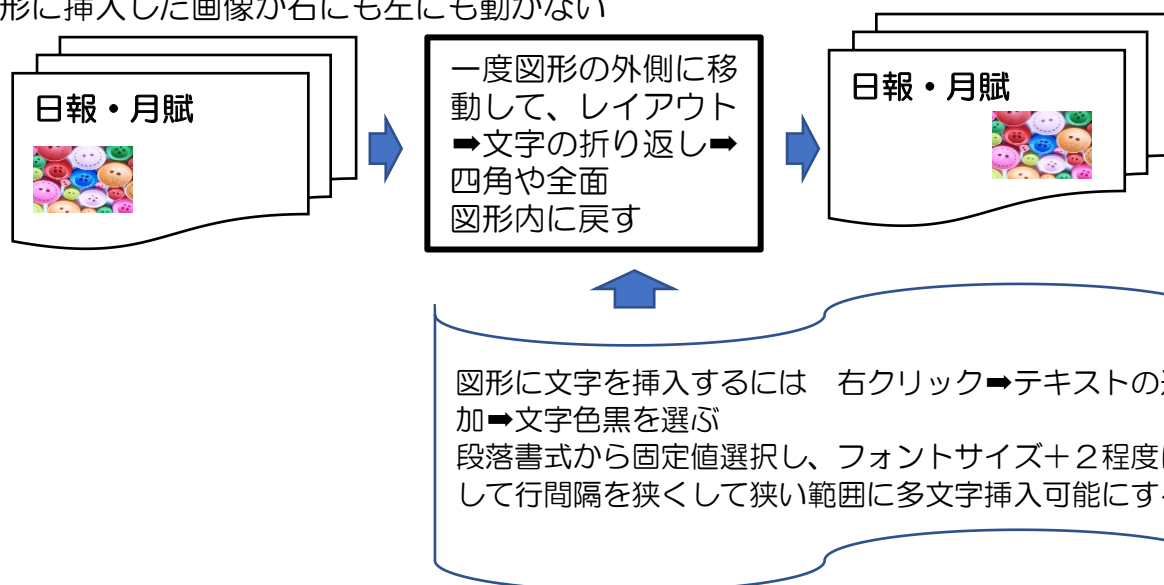 形に挿入した画像が右にも左にも動かない
日報・月賦
一度図形の外側に移
動して、レイアウト
➡文字の折り返し➡
四角や全面
図形内に戻す
日報・月賦
図形に文字を挿入するには　右クリック➡テキストの
加➡文字色黒を選ぶ
段落書式から固定値選択し、フォントサイズ＋２程度に
して行間隔を狭くして狭い範囲に多文字挿入可能にす